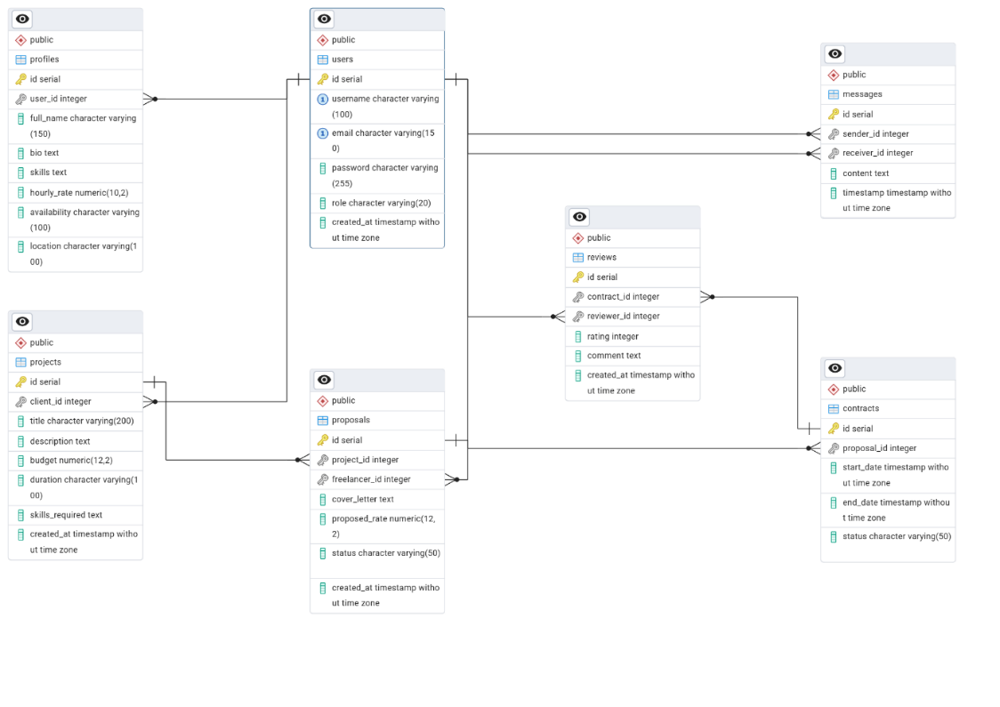 public
profiles
id serial
user_id integer
full_name character varying
(150)
bio text
skills text
hourly_rate numeric(10,2)
availability character varying
(100)
location character varying(1
00)
public
users
id serial
username character varying
(100)
email character varying(15
0)
password character varying
(255)
role character varying(20)
created_at timestamp witho
ut time zone
public
messages
id serial
sender_id integer
receiver_id integer
content text
timestamp timestamp witho
ut time zone
public
reviews
id serial
contract_id integer
reviewer_id integer
rating integer
comment text
created_at timestamp witho
ut time zone
public
projects
id serial
client_id integer
title character varying(200)
description text
budget numeric(12,2)
duration character varying(1
00)
skills_required text
created_at timestamp witho
ut time zone
public
proposals
id serial
project_id integer
freelancer_id integer
cover_letter text
proposed_rate numeric(12,
2)
status character varying(50)
created_at timestamp witho
ut time zone
public
contracts
id serial
proposal_id integer
start_date timestamp witho
ut time zone
end_date timestamp withou
t time zone
status character varying(50)